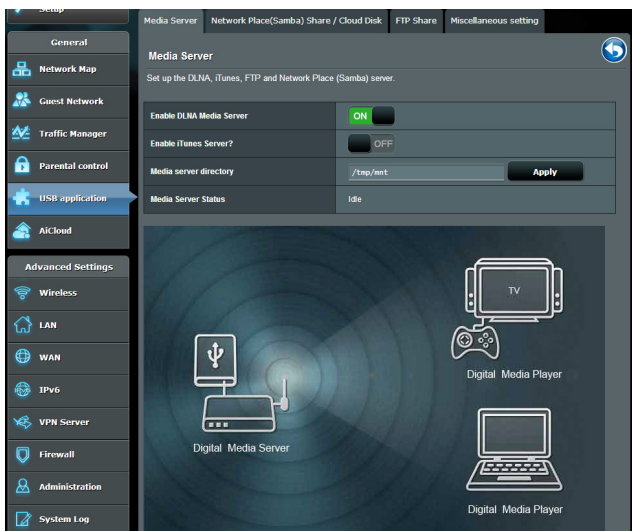 Setup
General
Network Map
Guest Network
Traffic Manager
Parental control
USB application
AiCloud
Advanced Settings
Wireless
LAN
WAN
IPv6
VPN Server
Firewall
Administration
System Log
Media Server
Network Place(Samba) Share / Cloud Disk
FTP Share
Miscellaneous setting
Media Server
Set up the DLNA, iTunes, FTP and Network Place (Samba) server.
Enable DLNA Media Server
ON
Enable iTunes Server?
OFF
Media server directory
/tmp/mnt
Apply
Media Server Status
Idle
TV
Digital Media Player
Digital Media Server
Digital Media Player